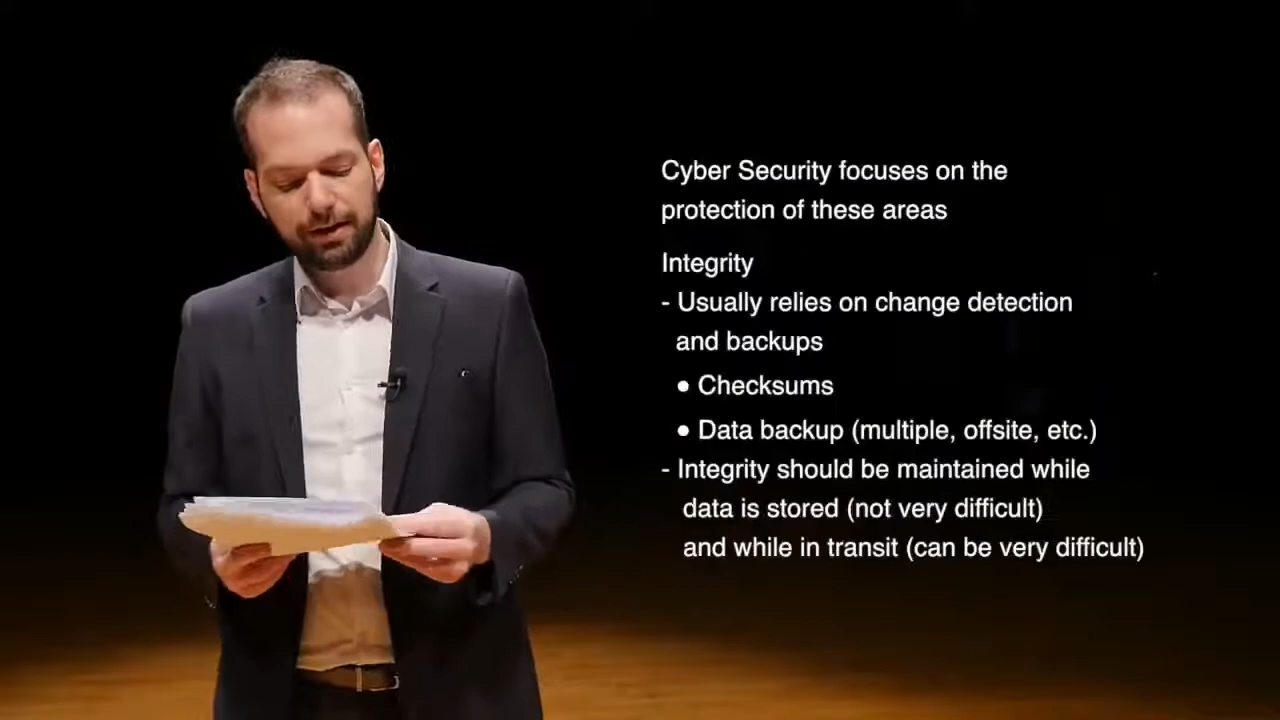 Cyber Security focuses on the
protection of these areas
Integrity
- Usually relies on change detection
and backups
● Checksums
● Data backup (multiple, offsite, etc.)
- Integrity should be maintained while
data is stored (not very difficult)
and while in transit (can be very difficult)